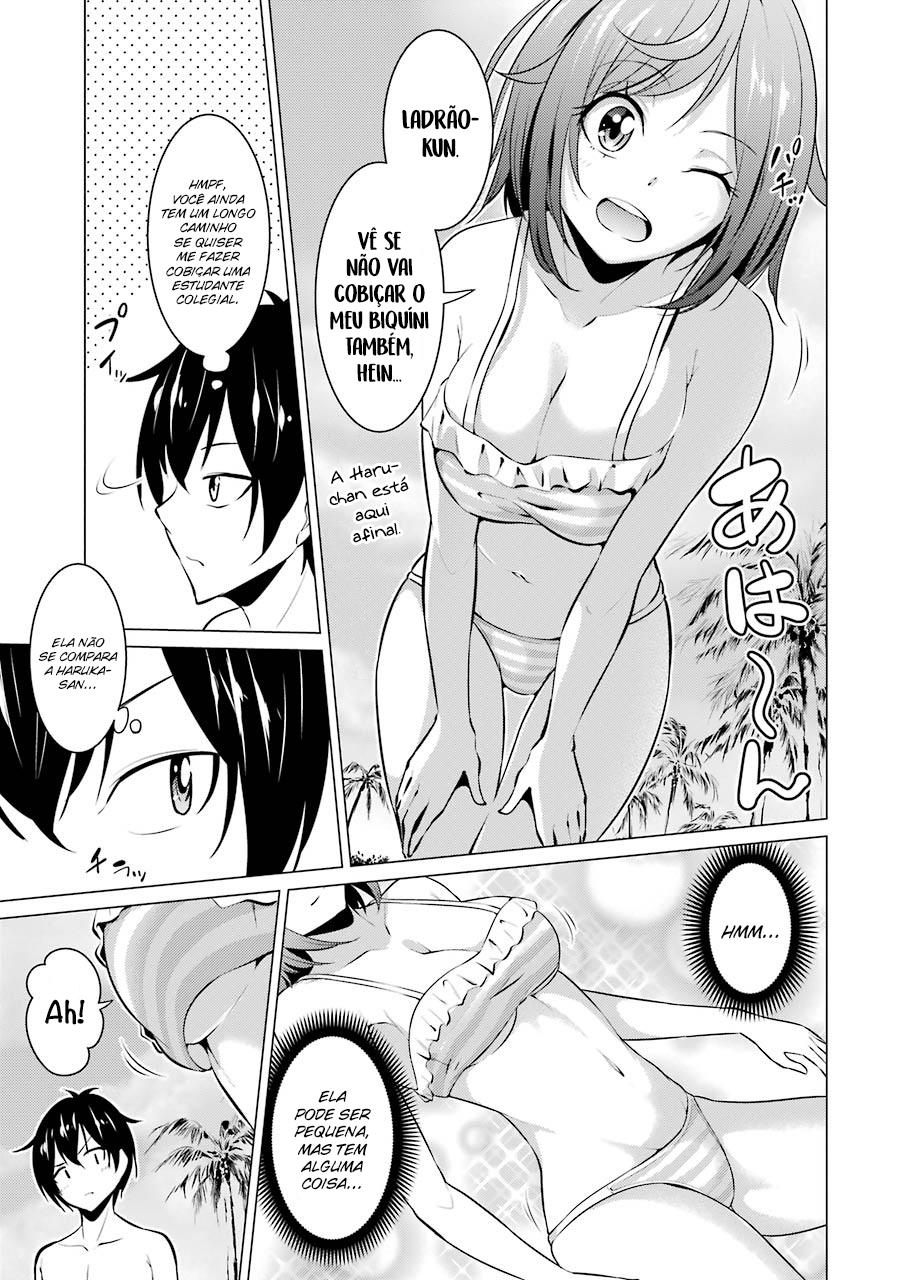 LADRÃO-
KUN.
VÊ SE
NÃO VAI
COBIÇAR O
MEU BIQUÍNI
TAMBÉM,
HEIN...
A Haru-
chan está
aqui
afinal.
パチッ
あは〜〜ん
HMPF,
VOCÊ AINDA
TEM UM LONGO
CAMINHO
SE QUISER
ME FAZER
COBIÇAR UMA
ESTUDANTE
COLEGIAL.
プイッ
ELA NÃO
SE COMPARA
A HARUKA-
SAN...
チラッ
HMM...
ELA
PODE SER
PEQUENA,
MAS TEM
ALGUMA
COISA...
Ah!